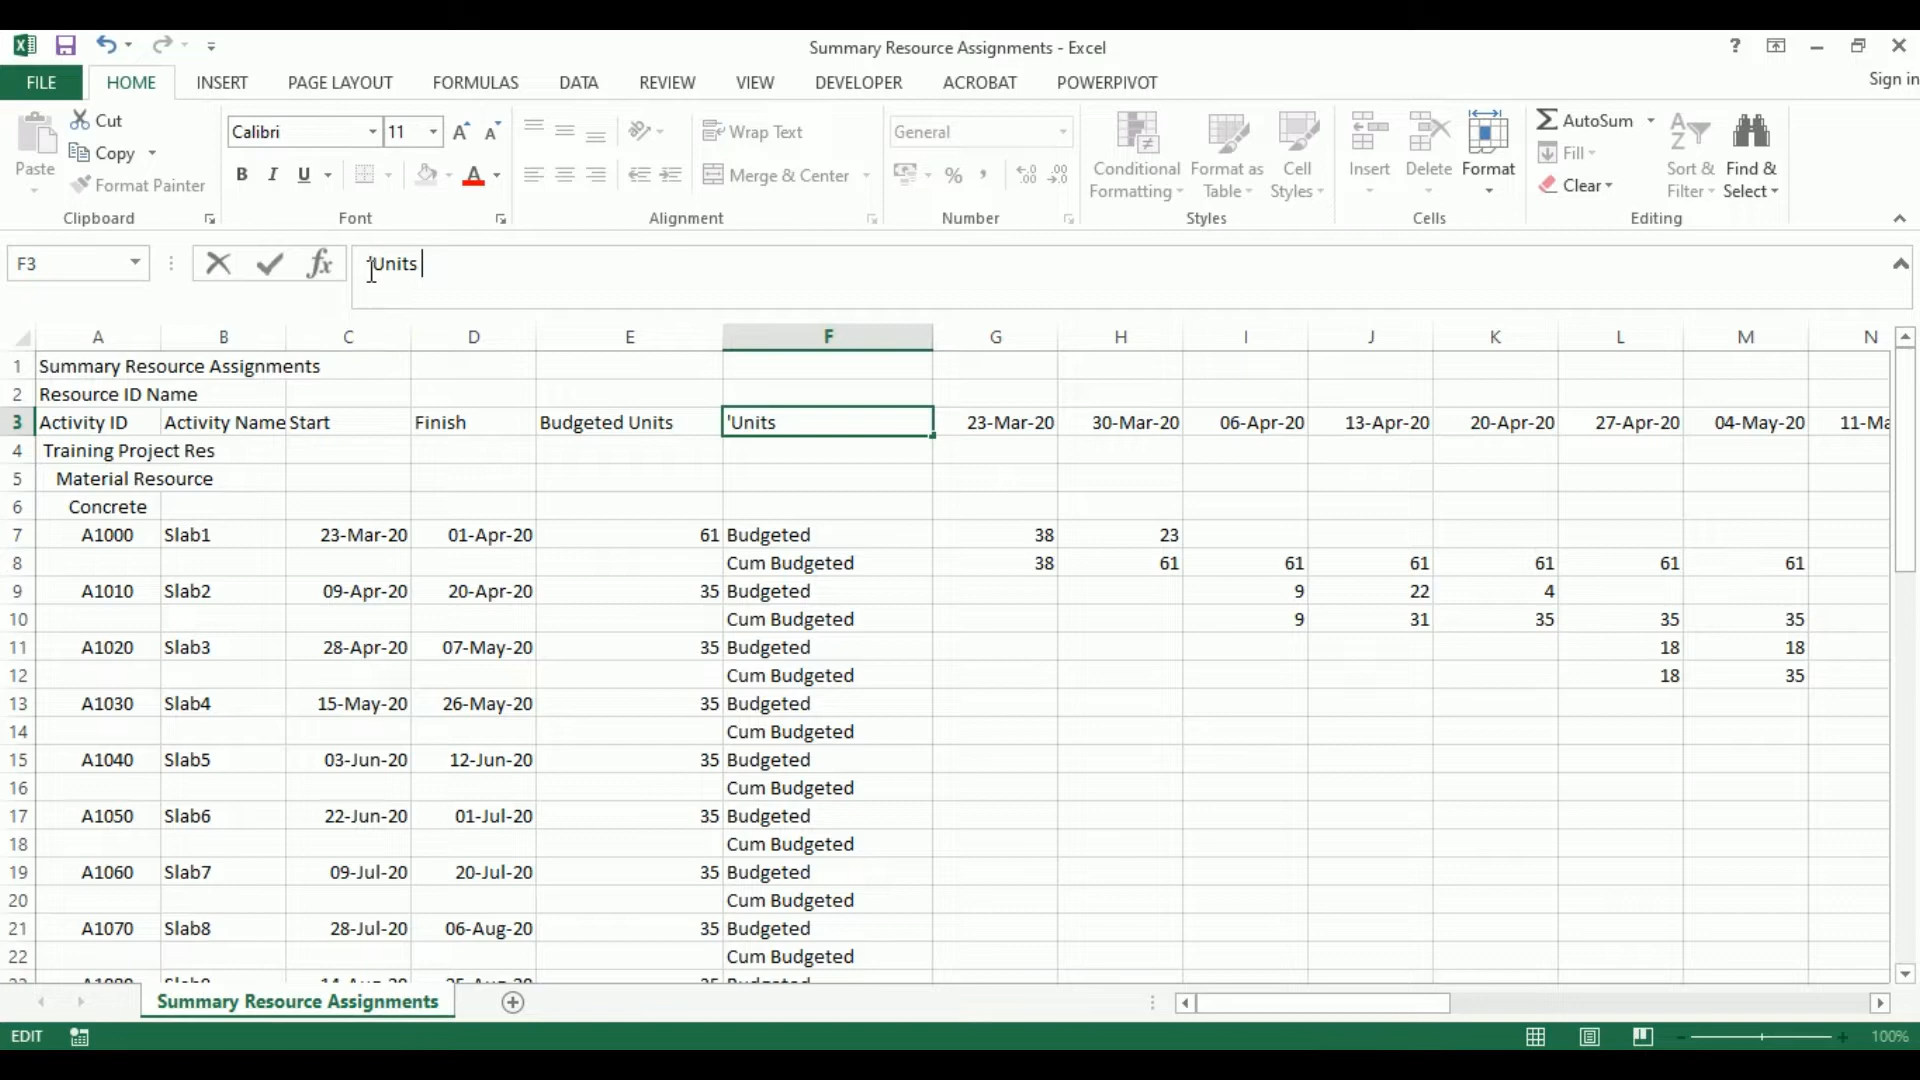 Summary Resource Assignments - Excel
?
Sign in
FILE HOME INSERT PAGE LAYOUT FORMULAS DATA REVIEW VIEW DEVELOPER ACROBAT POWERPIVOT
Paste
Cut
Copy
Format Painter
Clipboard
Calibri 11
B I U A
Font
Wrap Text
Merge & Center
Alignment
General
%
Number
Conditional Formatting
Format as Table
Cell Styles
Styles
Insert Delete Format
Cells
AutoSum
Fill
Clear
Sort & Filter
Find & Select
Editing
F3 fx 'Units
A B C D E F G H I J K L M N
1 Summary Resource Assignments
2 Resource ID Name
3 Activity ID Activity Name Start Finish Budgeted Units 'Units 23-Mar-20 30-Mar-20 06-Apr-20 13-Apr-20 20-Apr-20 27-Apr-20 04-May-20 11-Ma
4 Training Project Res
5 Material Resource
6 Concrete
7 A1000 Slab1 23-Mar-20 01-Apr-20 61 Budgeted 38 23
8 Cum Budgeted 38 61 61 61 61 61 61
9 A1010 Slab2 09-Apr-20 20-Apr-20 35 Budgeted 9 22 4
10 Cum Budgeted 9 31 35 35 35
11 A1020 Slab3 28-Apr-20 07-May-20 35 Budgeted 18 18
12 Cum Budgeted 18 35
13 A1030 Slab4 15-May-20 26-May-20 35 Budgeted
14 Cum Budgeted
15 A1040 Slab5 03-Jun-20 12-Jun-20 35 Budgeted
16 Cum Budgeted
17 A1050 Slab6 22-Jun-20 01-Jul-20 35 Budgeted
18 Cum Budgeted
19 A1060 Slab7 09-Jul-20 20-Jul-20 35 Budgeted
20 Cum Budgeted
21 A1070 Slab8 28-Jul-20 06-Aug-20 35 Budgeted
22 Cum Budgeted
Summary Resource Assignments
EDIT 100%